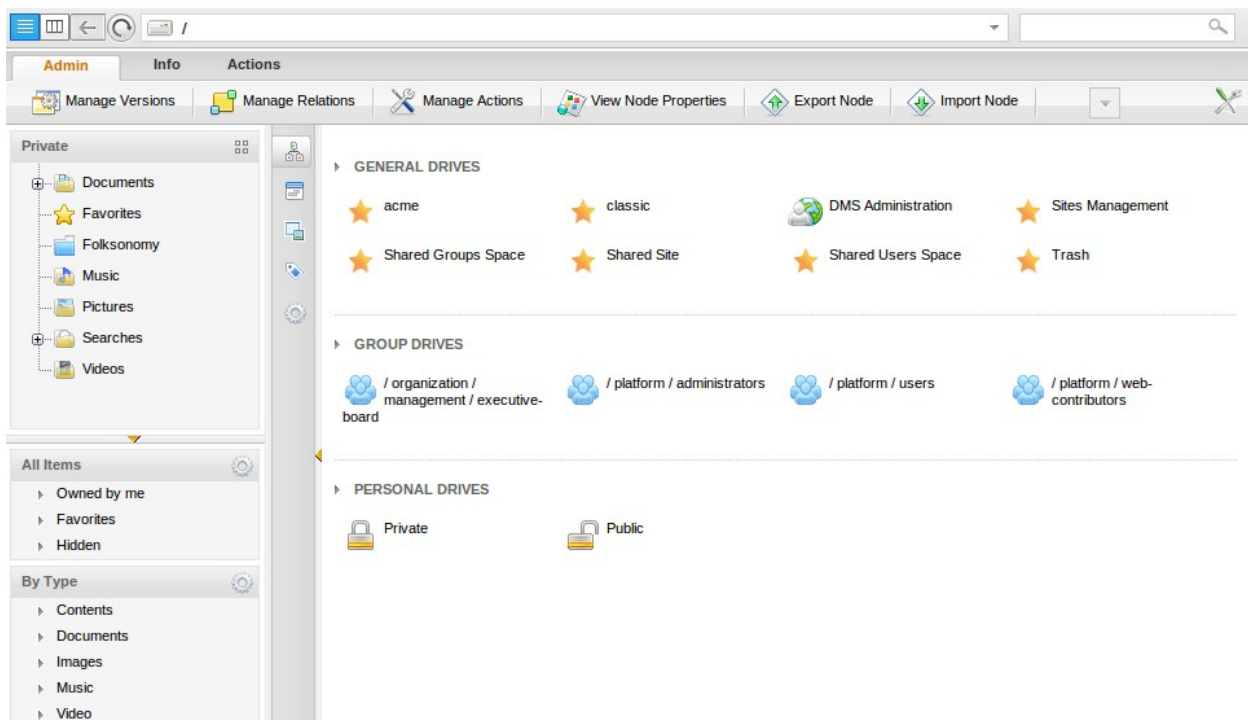 /
Admin Info Actions
Manage Versions Manage Relations Manage Actions View Node Properties Export Node Import Node
Private
Documents
Favorites
Folksonomy
Music
Pictures
Searches
Videos
All Items
Owned by me
Favorites
Hidden
By Type
Contents
Documents
Images
Music
Video
GENERAL DRIVES
acme classic DMS Administration Sites Management
Shared Groups Space Shared Site Shared Users Space Trash
GROUP DRIVES
/ organization /
management / executive-
board
/ platform / administrators
/ platform / users
/ platform / web-
contributors
PERSONAL DRIVES
Private Public